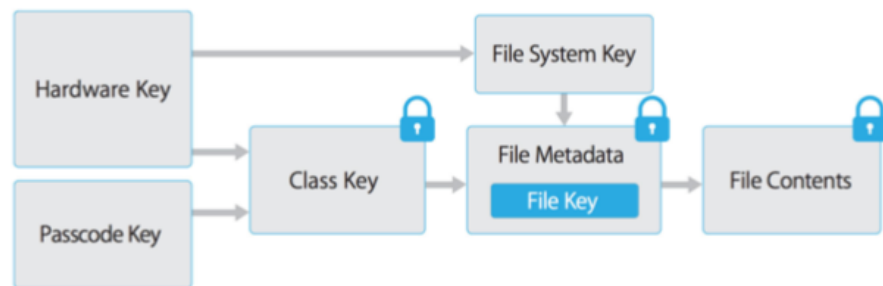 Hardware Key
File System Key
Class Key
File Metadata
File Key
File Contents
Passcode Key